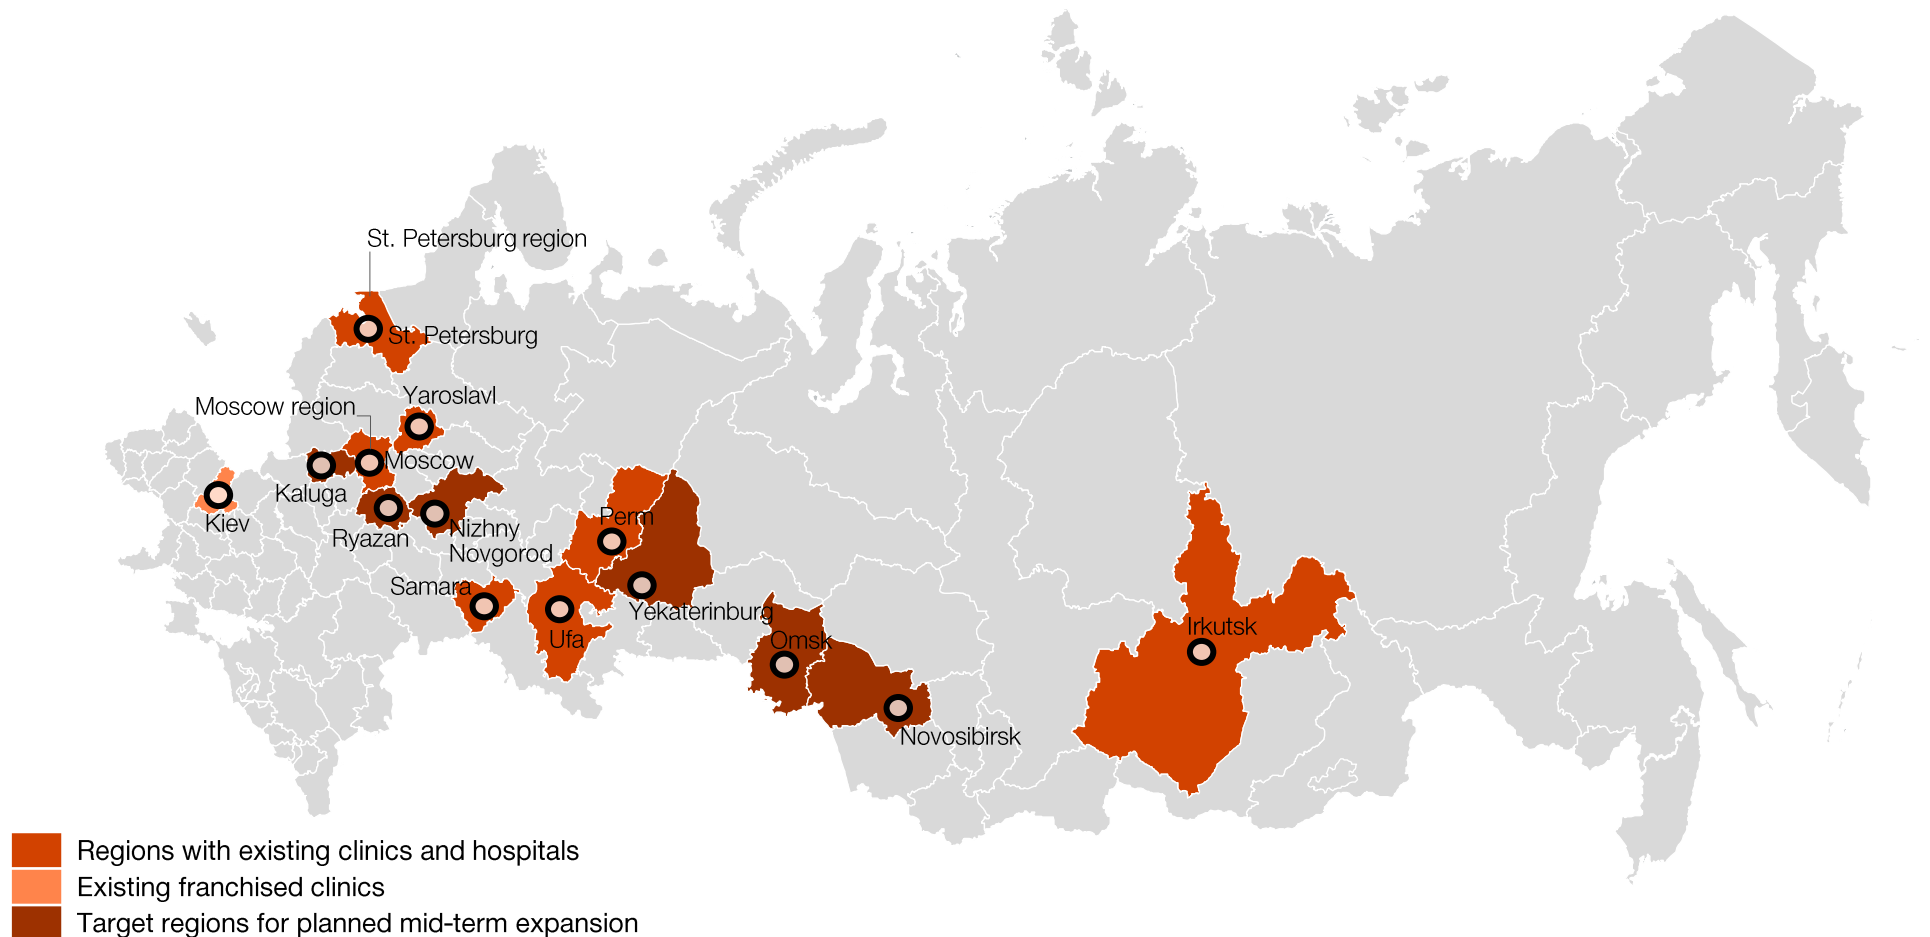 St. Petersburg region
St. Petersburg
Yaroslavl
Moscow region
Moscow
Kaluga
Kiev
Ryazan
Nizhny
Novgorod
Perm
Samara
Yekaterinburg
Ufa
Omsk
Irkutsk
Novosibirsk
Regions with existing clinics and hospitals
Existing franchised clinics
Target regions for planned mid-term expansion